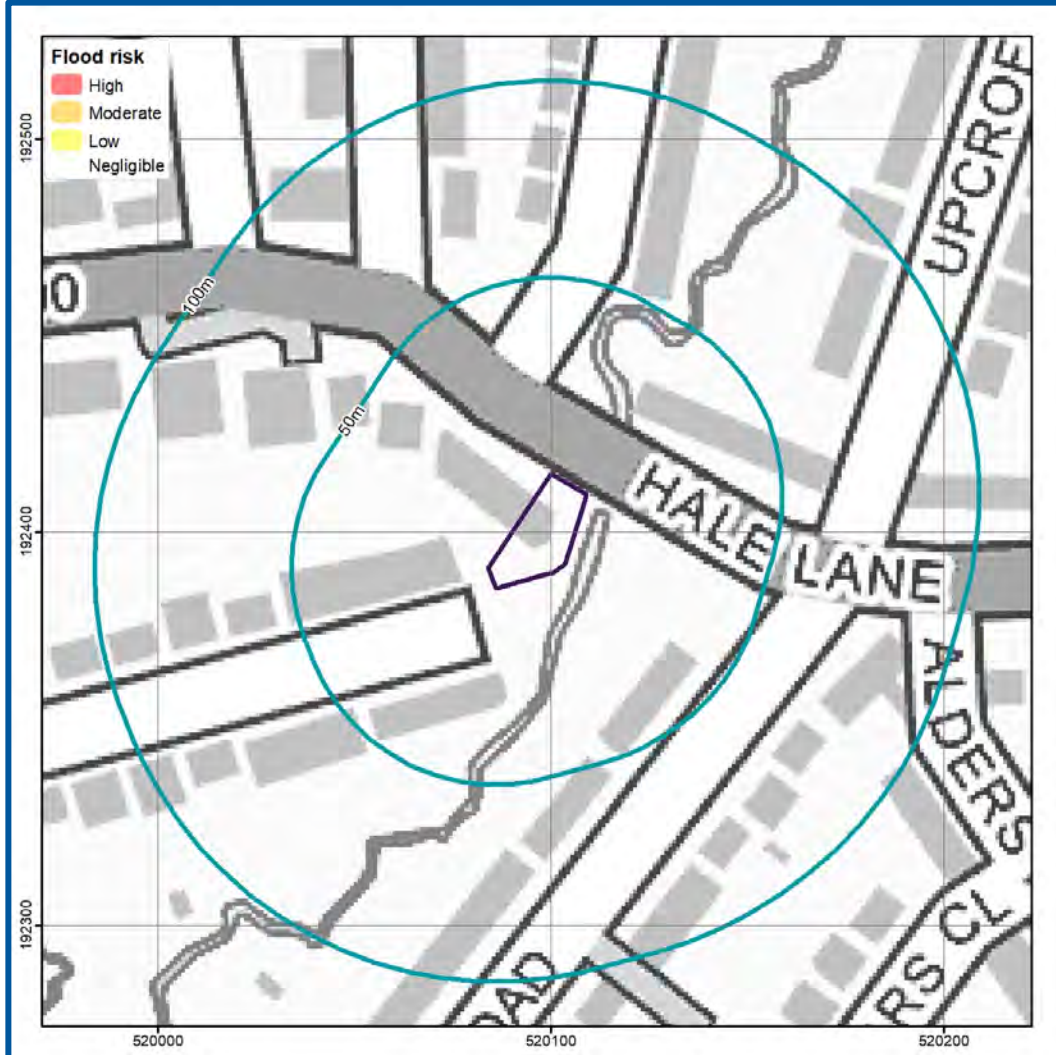 Flood risk
High
Moderate
Low
Negligible
192500
192400
192300
UPCROF
00
100m
50m
HALE LANE
ALDERS
RS CL
OAD
520000
520100
520200